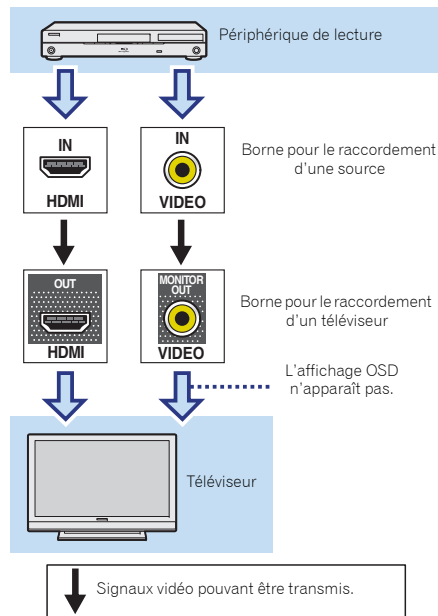 Périphérique de lecture
IN
HDMI
IN
VIDEO
Borne pour le raccordement
d'une source
OUT
HDMI
MONITOR
OUT
VIDEO
Borne pour le raccordement
d'un téléviseur
L'affichage OSD
n'apparaît pas.
Téléviseur
Signaux vidéo pouvant être transmis.